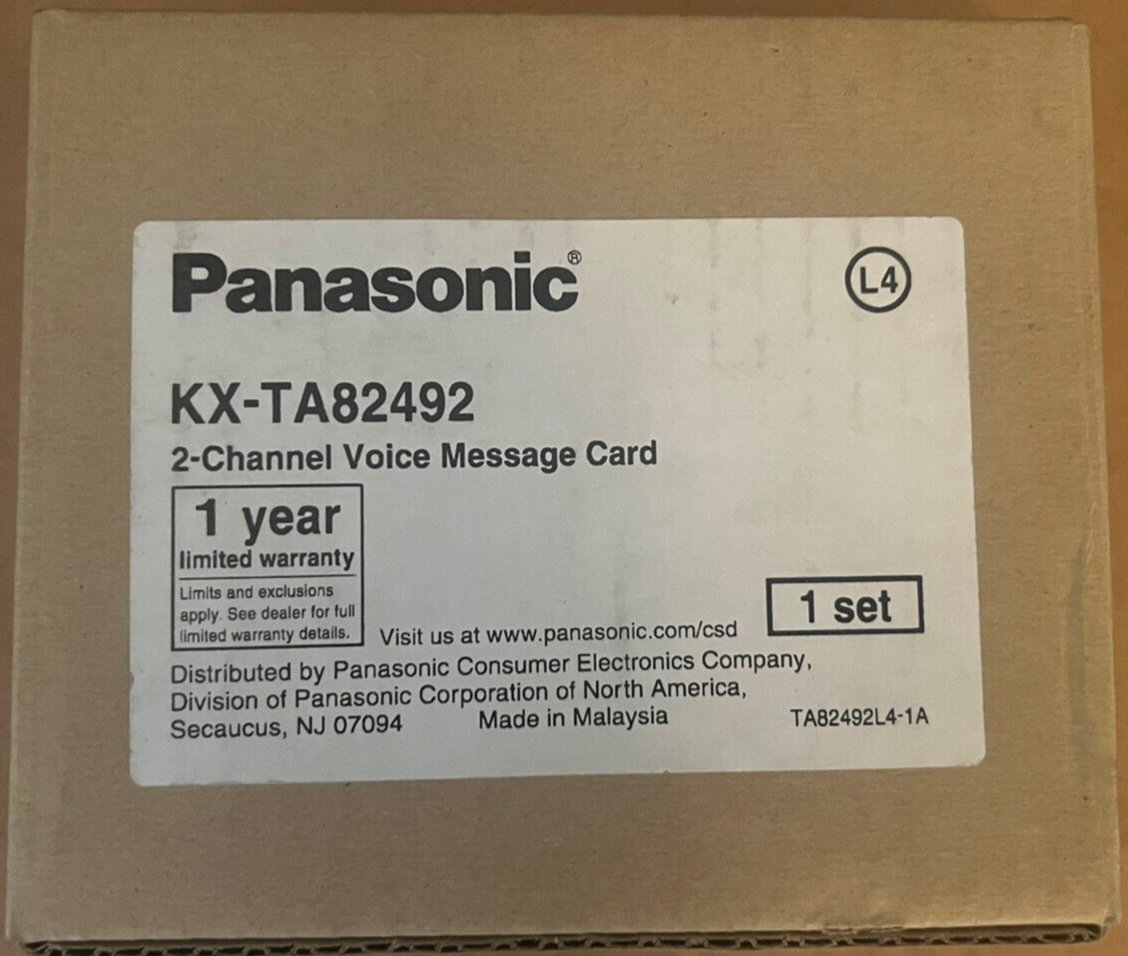 Panasonic®
L4
KX-TA82492
2-Channel Voice Message Card
1 year
limited warranty
Limits and exclusions
apply. See dealer for full
limited warranty details.
Visit us at www.panasonic.com/csd
1 set
Distributed by Panasonic Consumer Electronics Company,
Division of Panasonic Corporation of North America,
Secaucus, NJ 07094 Made in Malaysia TA82492L4-1A